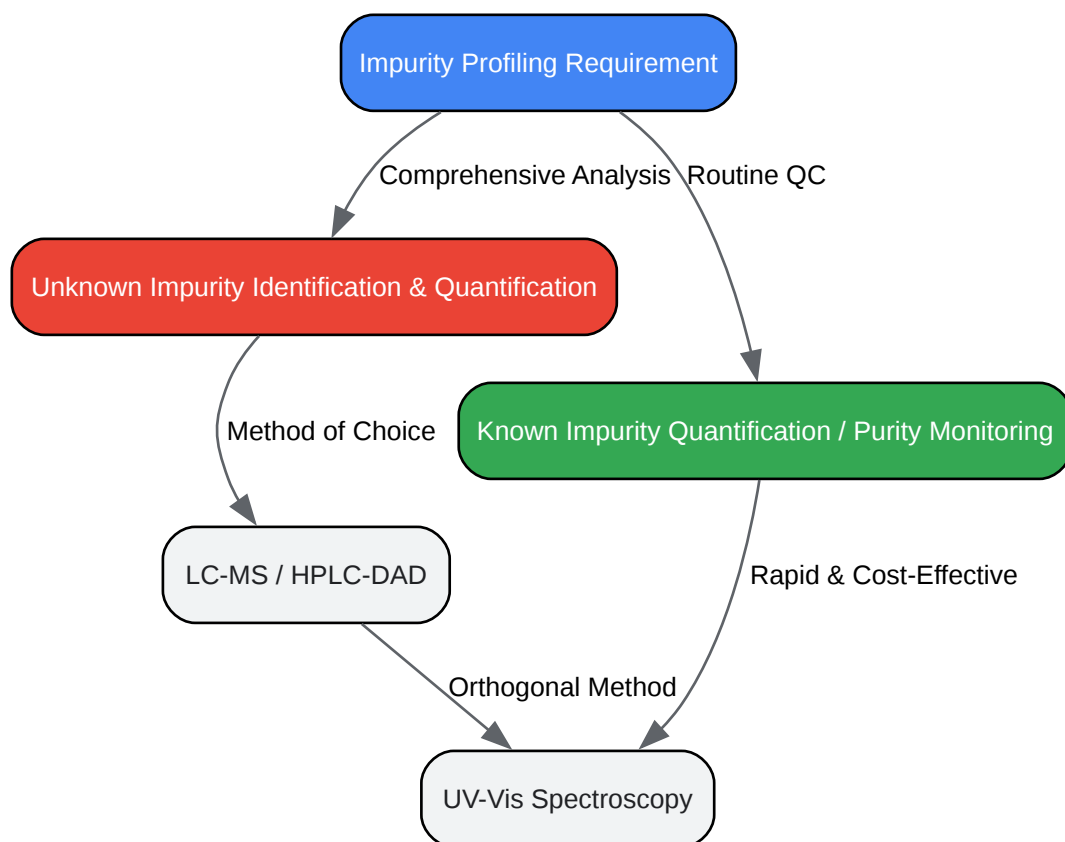 Impurity Profiling Requirement
Comprehensive Analysis
Routine QC
Unknown Impurity Identification & Quantification
Method of Choice
Known Impurity Quantification / Purity Monitoring
LC-MS / HPLC-DAD
Rapid & Cost-Effective
Orthogonal Method
UV-Vis Spectroscopy